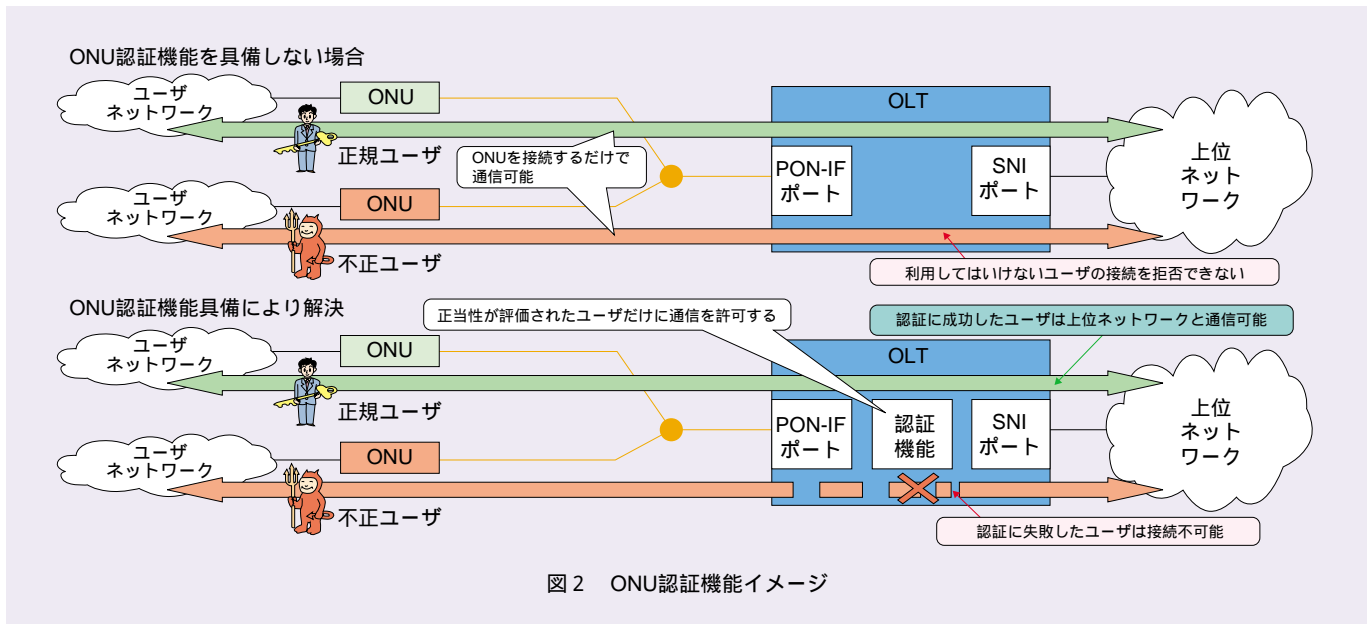 ONU認証機能を具備しない場合
ユーザ
ネットワーク
ONU
正規ユーザ
ONUを接続するだけで
通信可能
ユーザ
ネットワーク
ONU
不正ユーザ
OLT
PON-IF
ポート
SNI
ポート
上位
ネット
ワーク
利用してはいけないユーザの接続を拒否できない
ONU認証機能具備により解決
正当性が評価されたユーザだけに通信を許可する
認証に成功したユーザは上位ネットワークと通信可能
ユーザ
ネットワーク
ONU
正規ユーザ
ユーザ
ネットワーク
ONU
不正ユーザ
OLT
PON-IF
ポート
認証
機能
SNI
ポート
上位
ネット
ワーク
認証に失敗したユーザは接続不可能
図2 ONU認証機能イメージ